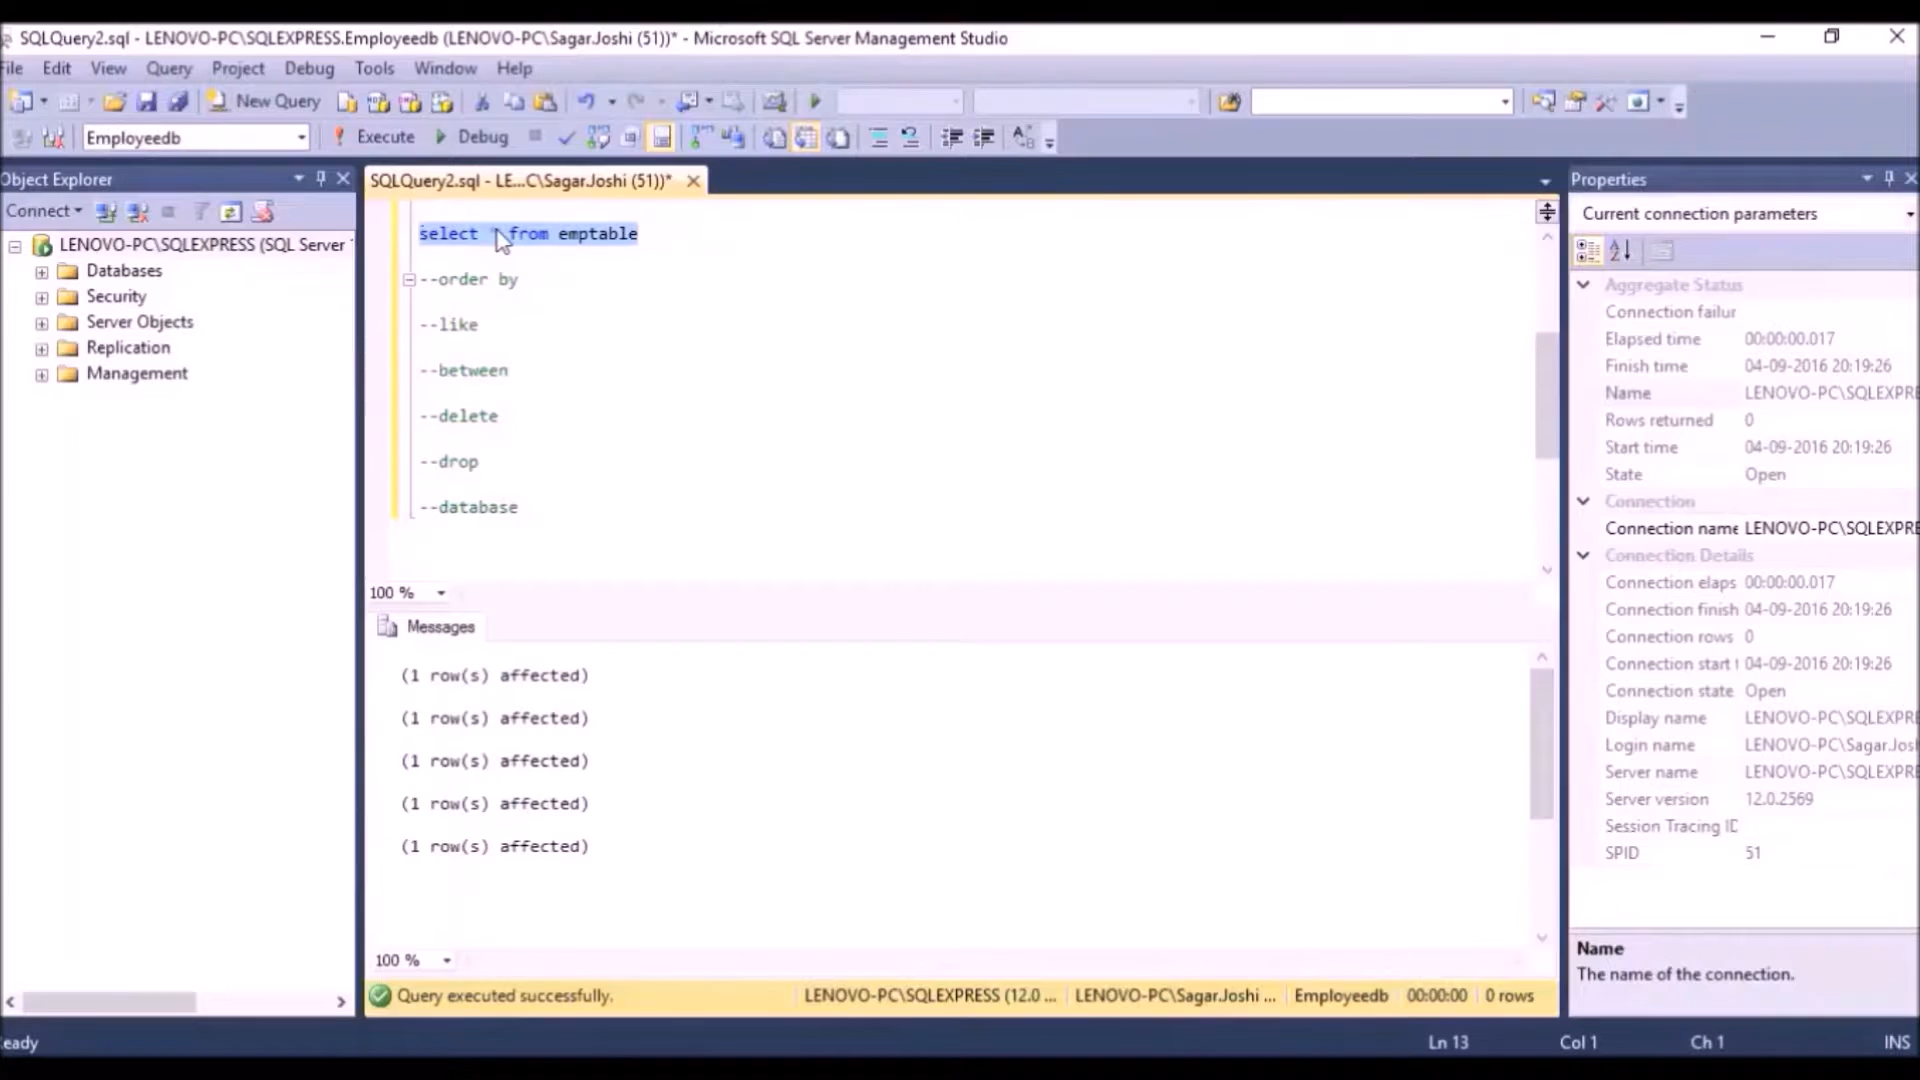 SQLQuery2.sql - LENOVO-PC\SQLEXPRESS.Employeedb (LENOVO-PC\Sagar.Joshi (51))* - Microsoft SQL Server Management Studio
File Edit View Query Project Debug Tools Window Help
New Query
Employeedb Execute Debug
Object Explorer
Connect
LENOVO-PC\SQLEXPRESS (SQL Server
Databases
Security
Server Objects
Replication
Management
SQLQuery2.sql - LE...C\Sagar.Joshi (51))*
select * from emptable
--order by
--like
--between
--delete
--drop
--database
100 %
Messages
(1 row(s) affected)
(1 row(s) affected)
(1 row(s) affected)
(1 row(s) affected)
(1 row(s) affected)
100 %
Query executed successfully. LENOVO-PC\SQLEXPRESS (12.0 ... LENOVO-PC\Sagar.Joshi ... Employeedb 00:00:00 0 rows
Properties
Current connection parameters
Aggregate Status
Connection failur
Elapsed time 00:00:00.017
Finish time 04-09-2016 20:19:26
Name LENOVO-PC\SQLEXPRE
Rows returned 0
Start time 04-09-2016 20:19:26
State Open
Connection
Connection name LENOVO-PC\SQLEXPRE
Connection Details
Connection elaps 00:00:00.017
Connection finish 04-09-2016 20:19:26
Connection rows 0
Connection start t 04-09-2016 20:19:26
Connection state Open
Display name LENOVO-PC\SQLEXPRE
Login name LENOVO-PC\Sagar.Josh
Server name LENOVO-PC\SQLEXPRE
Server version 12.0.2569
Session Tracing ID
SPID 51
Name
The name of the connection.
eady Ln 13 Col 1 Ch 1 INS